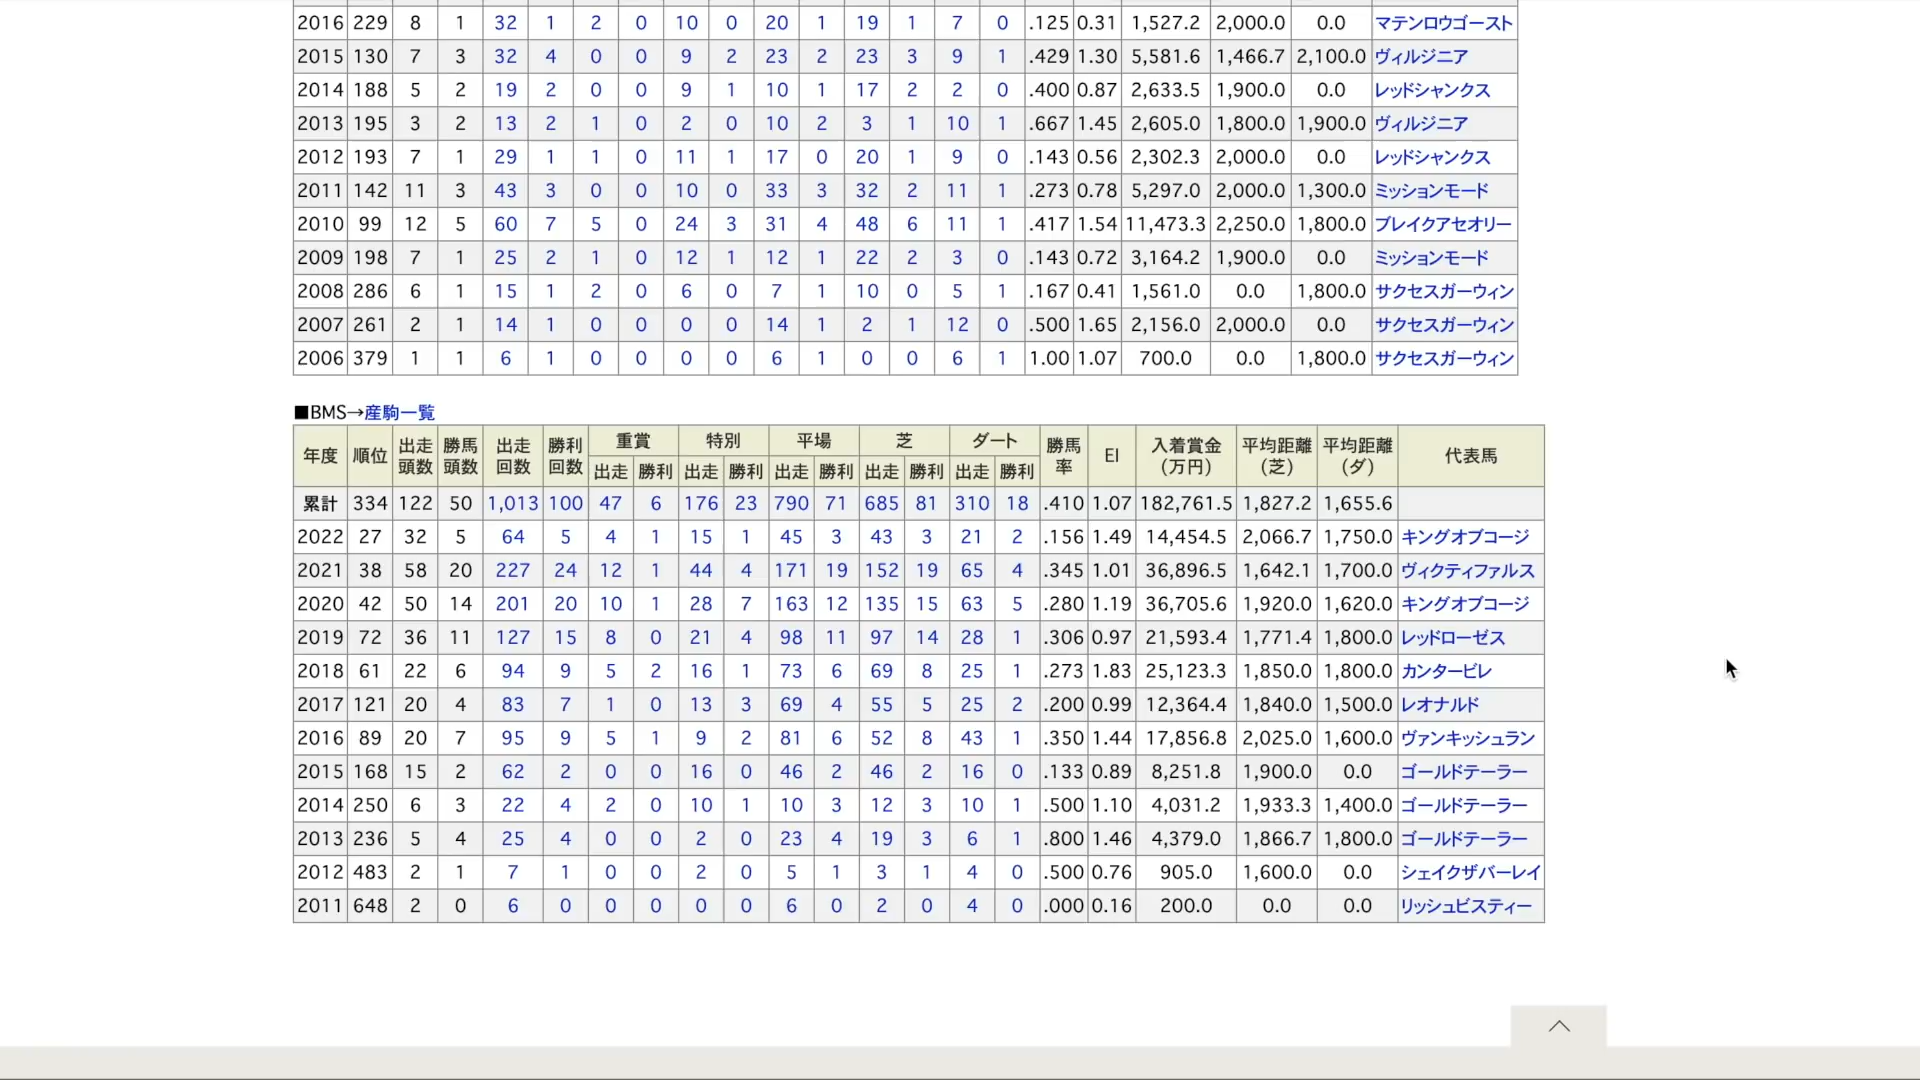 2016 229 8 1 32 1 2 0 10 0 20 1 19 1 7 0 .125 0.31 1,527.2 2,000.0 0.0 マテンロウゴースト
2015 130 7 3 32 4 0 0 9 2 23 2 23 3 9 1 .429 1.30 5,581.6 1,466.7 2,100.0 ヴィルジニア
2014 188 5 2 19 2 0 0 9 1 10 1 17 2 2 0 .400 0.87 2,633.5 1,900.0 0.0 レッドシャンクス
2013 195 3 2 13 2 1 0 2 0 10 2 3 1 10 1 .667 1.45 2,605.0 1,800.0 1,900.0 ヴィルジニア
2012 193 7 1 29 1 1 0 11 1 17 0 20 1 9 0 .143 0.56 2,302.3 2,000.0 0.0 レッドシャンクス
2011 142 11 3 43 3 0 0 10 0 33 3 32 2 11 1 .273 0.78 5,297.0 2,000.0 1,300.0 ミッションモード
2010 99 12 5 60 7 5 0 24 3 31 4 48 6 11 1 .417 1.54 11,473.3 2,250.0 1,800.0 ブレイクアセオリー
2009 198 7 1 25 2 1 0 12 1 12 1 22 2 3 0 .143 0.72 3,164.2 1,900.0 0.0 ミッションモード
2008 286 6 1 15 1 2 0 6 0 7 1 10 0 5 1 .167 0.41 1,561.0 0.0 1,800.0 サクセスガーウィン
2007 261 2 1 14 1 0 0 0 0 14 1 2 1 12 0 .500 1.65 2,156.0 2,000.0 0.0 サクセスガーウィン
2006 379 1 1 6 1 0 0 0 0 6 1 0 0 6 1 1.00 1.07 700.0 0.0 1,800.0 サクセスガーウィン
■BMS→産駒一覧
年度 順位 出走頭数 勝馬頭数 出走回数 勝利回数 重賞 特別 平場 芝 ダート 勝馬率 EI 入着賞金(万円) 平均距離(芝) 平均距離(ダ) 代表馬
出走 勝利 出走 勝利 出走 勝利 出走 勝利 出走 勝利
累計 334 122 50 1,013 100 47 6 176 23 790 71 685 81 310 18 .410 1.07 182,761.5 1,827.2 1,655.6
2022 27 32 5 64 5 4 1 15 1 45 3 43 3 21 2 .156 1.49 14,454.5 2,066.7 1,750.0 キングオブコージ
2021 38 58 20 227 24 12 1 44 4 171 19 152 19 65 4 .345 1.01 36,896.5 1,642.1 1,700.0 ヴィクティファルス
2020 42 50 14 201 20 10 1 28 7 163 12 135 15 63 5 .280 1.19 36,705.6 1,920.0 1,620.0 キングオブコージ
2019 72 36 11 127 15 8 0 21 4 98 11 97 14 28 1 .306 0.97 21,593.4 1,771.4 1,800.0 レッドローゼス
2018 61 22 6 94 9 5 2 16 1 73 6 69 8 25 1 .273 1.83 25,123.3 1,850.0 1,800.0 カンタービレ
2017 121 20 4 83 7 1 0 13 3 69 4 55 5 25 2 .200 0.99 12,364.4 1,840.0 1,500.0 レオナルド
2016 89 20 7 95 9 5 1 9 2 81 6 52 8 43 1 .350 1.44 17,856.8 2,025.0 1,600.0 ヴァンキッシュラン
2015 168 15 2 62 2 0 0 16 0 46 2 46 2 16 0 .133 0.89 8,251.8 1,900.0 0.0 ゴールドテーラー
2014 250 6 3 22 4 2 0 10 1 10 3 12 3 10 1 .500 1.10 4,031.2 1,933.3 1,400.0 ゴールドテーラー
2013 236 5 4 25 4 0 0 2 0 23 4 19 3 6 1 .800 1.46 4,379.0 1,866.7 1,800.0 ゴールドテーラー
2012 483 2 1 7 1 0 0 2 0 5 1 3 1 4 0 .500 0.76 905.0 1,600.0 0.0 シェイクザバーレイ
2011 648 2 0 6 0 0 0 0 0 6 0 2 0 4 0 .000 0.16 200.0 0.0 0.0 リッシュビスティー